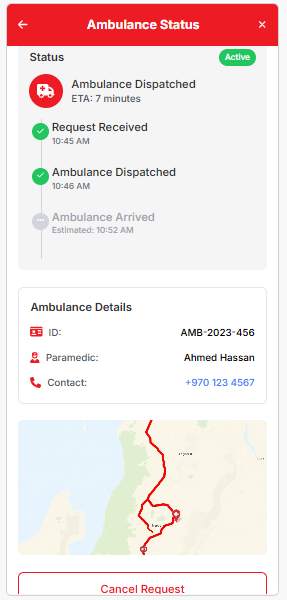 Ambulance Status
Status
Active
Ambulance Dispatched
ETA: 7 minutes
Request Received
10:45 AM
Ambulance Dispatched
10:46 AM
Ambulance Arrived
Estimated: 10:52 AM
Ambulance Details
ID: AMB-2023-456
Paramedic: Ahmed Hassan
Contact: +970 123 4567
Cancel Request